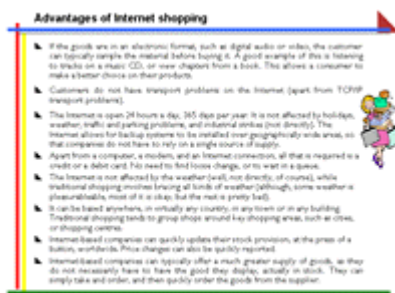 Advantages of Internet shopping
If the goods are in an electronic format, such as digital audio or video, the customer
can typically sample the material before buying it. A good example of this is listening
to tracks on a music CD, or view chapters from a book. This allows a consumer to
make a better choice on their products.
Customers do not have transport problems on the Internet (apart from TCP/IP
transport problems).
The Internet is open 24 hours a day, 365 days per year. It is not affected by holidays,
weather, traffic and parking problems, and industrial strikes (not directly). The
Internet allows for backup systems to be installed over geographically wide areas, so
that companies do not have to rely on a single source of supply.
Apart from a computer, a modem, and an Internet connection, all that is required is a
credit or a debit card. No need to find loose change, or to wait in a queue.
The Internet is not affected by the weather (well, not directly, of course), while
traditional shopping involves bracing all kinds of weather (although, some weather is
pleasurable, most of it is okay, but the rest is pretty bad).
It can be based anywhere, in virtually any country, in any town or in any building.
Traditional shopping tends to group shops around key shopping areas, such as cities,
or shopping centres.
Internet-based companies can quickly update their stock provision, at the press of a
button, worldwide. Price changes can also be quickly reported.
Internet-based companies can typically offer a much greater supply of goods, as they
do not necessarily have to have the good they display, actually in stock. They can
simply take and order, and then quickly order the goods from the supplier.